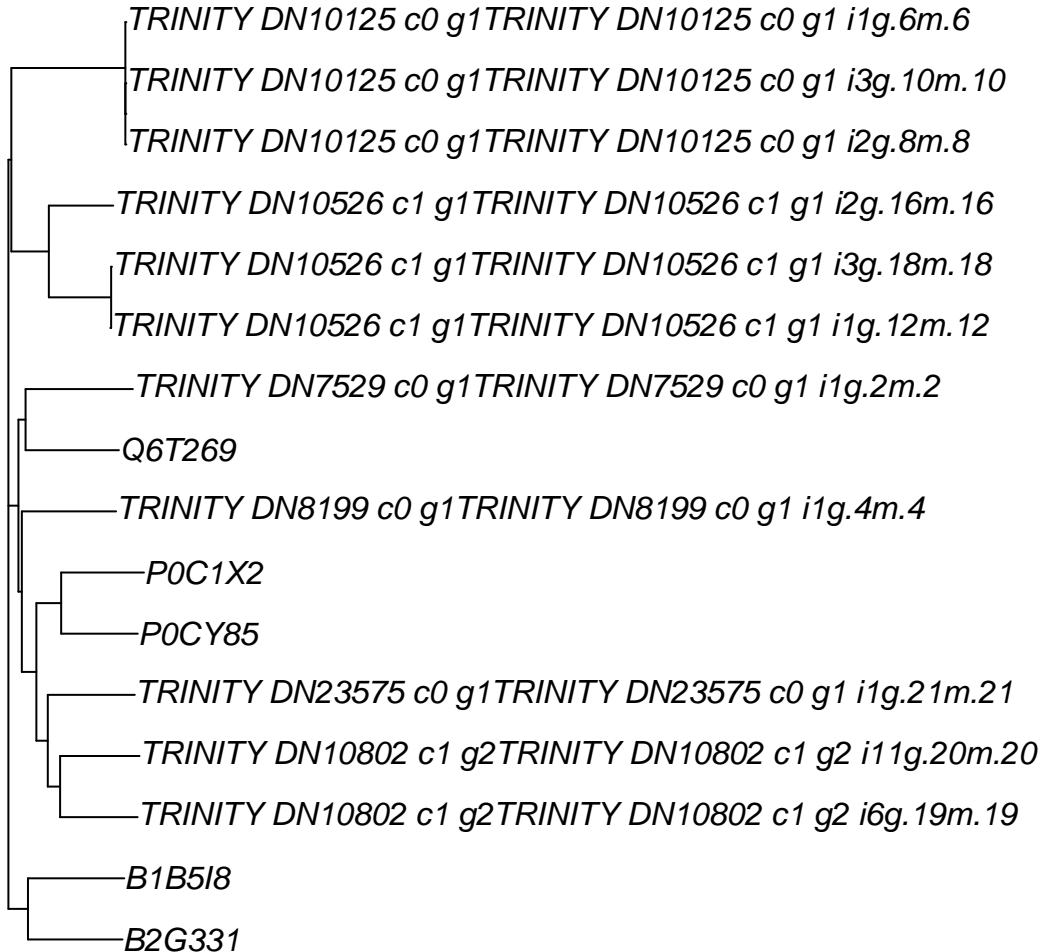 TRINITY DN10125 c0 g1TRINITY DN10125 c0 g1 i1g.6m.6
TRINITY DN10125 c0 g1TRINITY DN10125 c0 g1 i3g.10m.10
TRINITY DN10125 c0 g1TRINITY DN10125 c0 g1 i2g.8m.8
TRINITY DN10526 c1 g1TRINITY DN10526 c1 g1 i2g.16m.16
TRINITY DN10526 c1 g1TRINITY DN10526 c1 g1 i3g.18m.18
TRINITY DN10526 c1 g1TRINITY DN10526 c1 g1 i1g.12m.12
TRINITY DN7529 c0 g1TRINITY DN7529 c0 g1 i1g.2m.2
Q6T269
TRINITY DN8199 c0 g1TRINITY DN8199 c0 g1 i1g.4m.4
P0C1X2
P0CY85
TRINITY DN23575 c0 g1TRINITY DN23575 c0 g1 i1g.21m.21
TRINITY DN10802 c1 g2TRINITY DN10802 c1 g2 i11g.20m.20
TRINITY DN10802 c1 g2TRINITY DN10802 c1 g2 i6g.19m.19
B1B5I8
B2G331